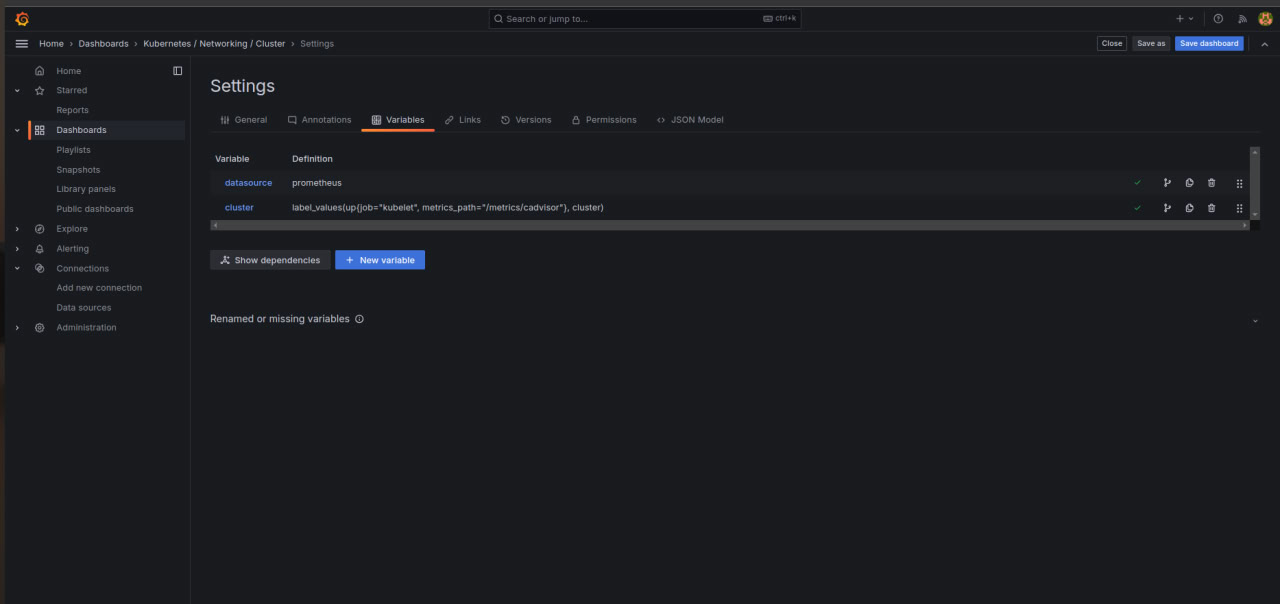 Search or jump to...
ctrl+k
Home › Dashboards › Kubernetes / Networking / Cluster › Settings
Close
Save as
Save dashboard
Home
Starred
Reports
Dashboards
Playlists
Snapshots
Library panels
Public dashboards
Explore
Alerting
Connections
Add new connection
Data sources
Administration
Settings
General Annotations Variables Links Versions Permissions JSON Model
Variable Definition
datasource prometheus
cluster label_values(up{job="kubelet", metrics_path="/metrics/cadvisor"}, cluster)
Show dependencies
+ New variable
Renamed or missing variables